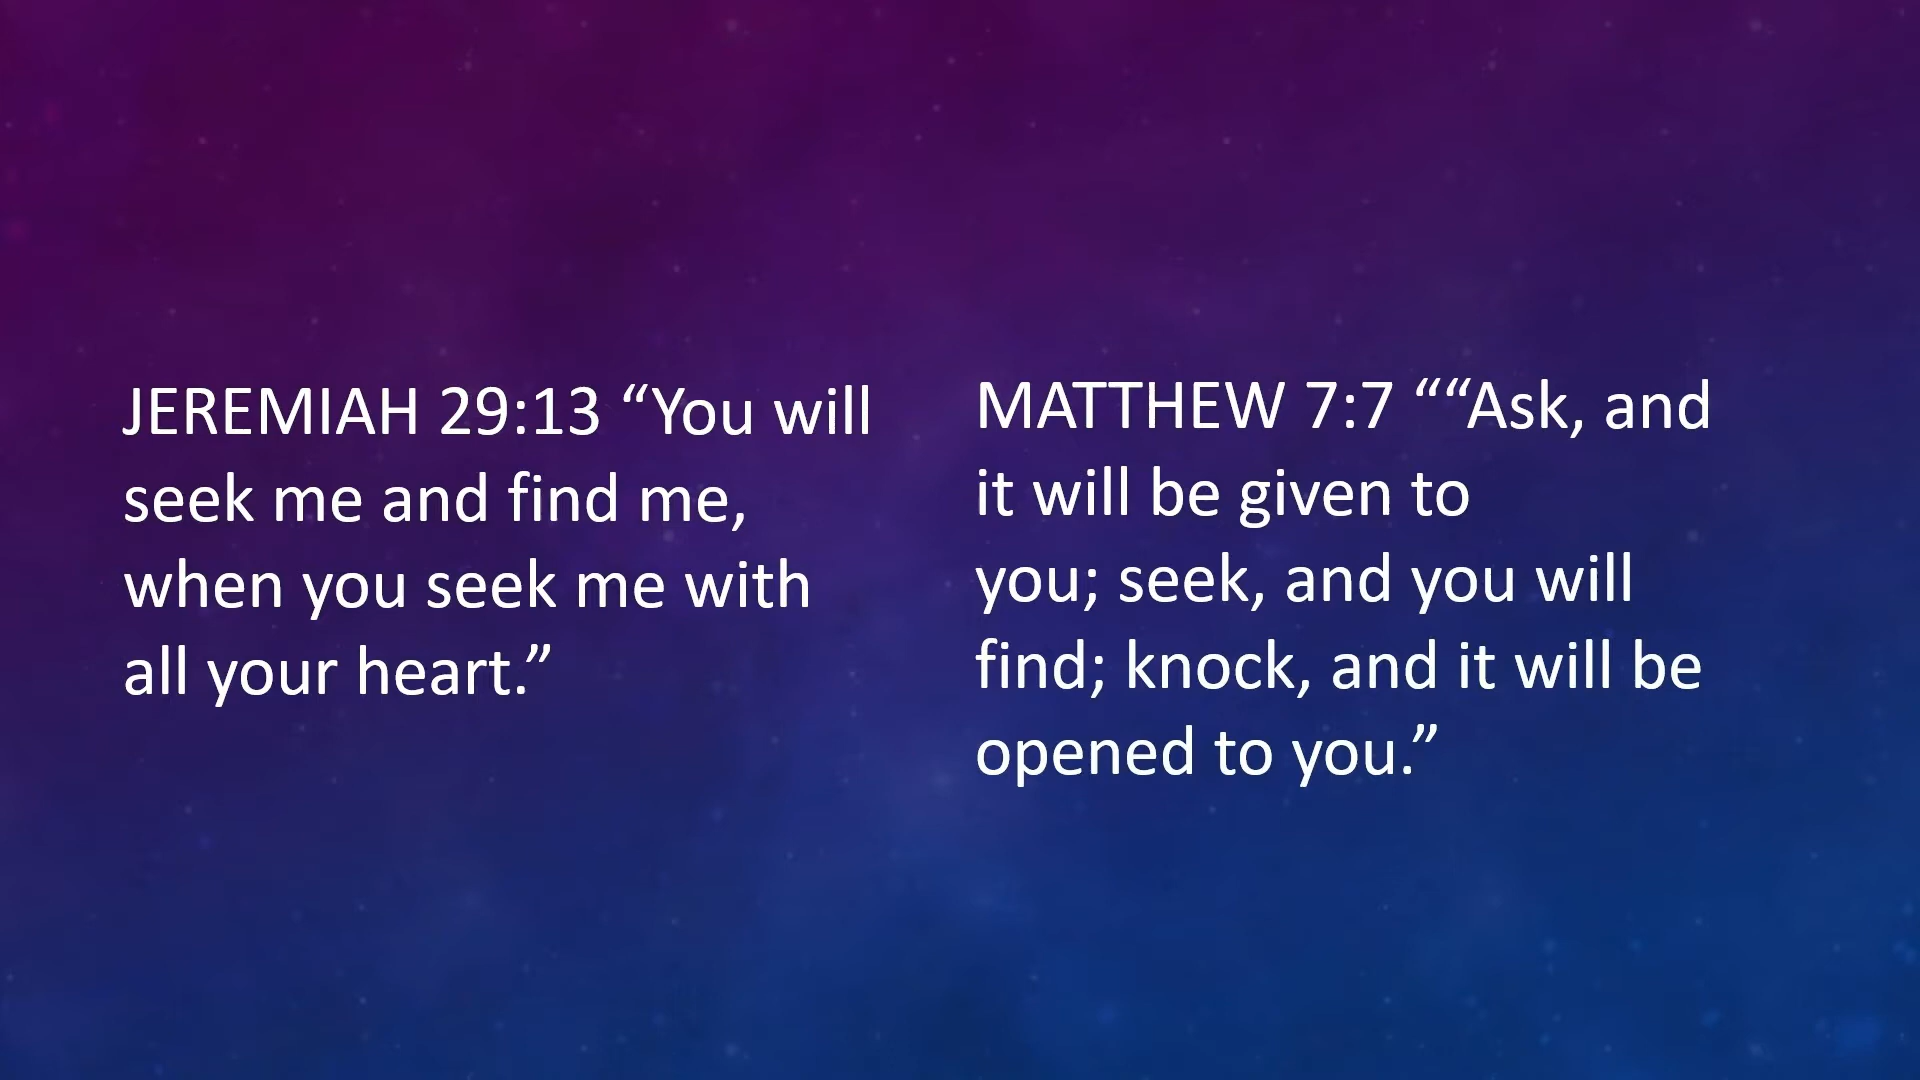 JEREMIAH 29:13 “You will
seek me and find me,
when you seek me with
all your heart.”
MATTHEW 7:7 ““Ask, and
it will be given to
you; seek, and you will
find; knock, and it will be
opened to you.”